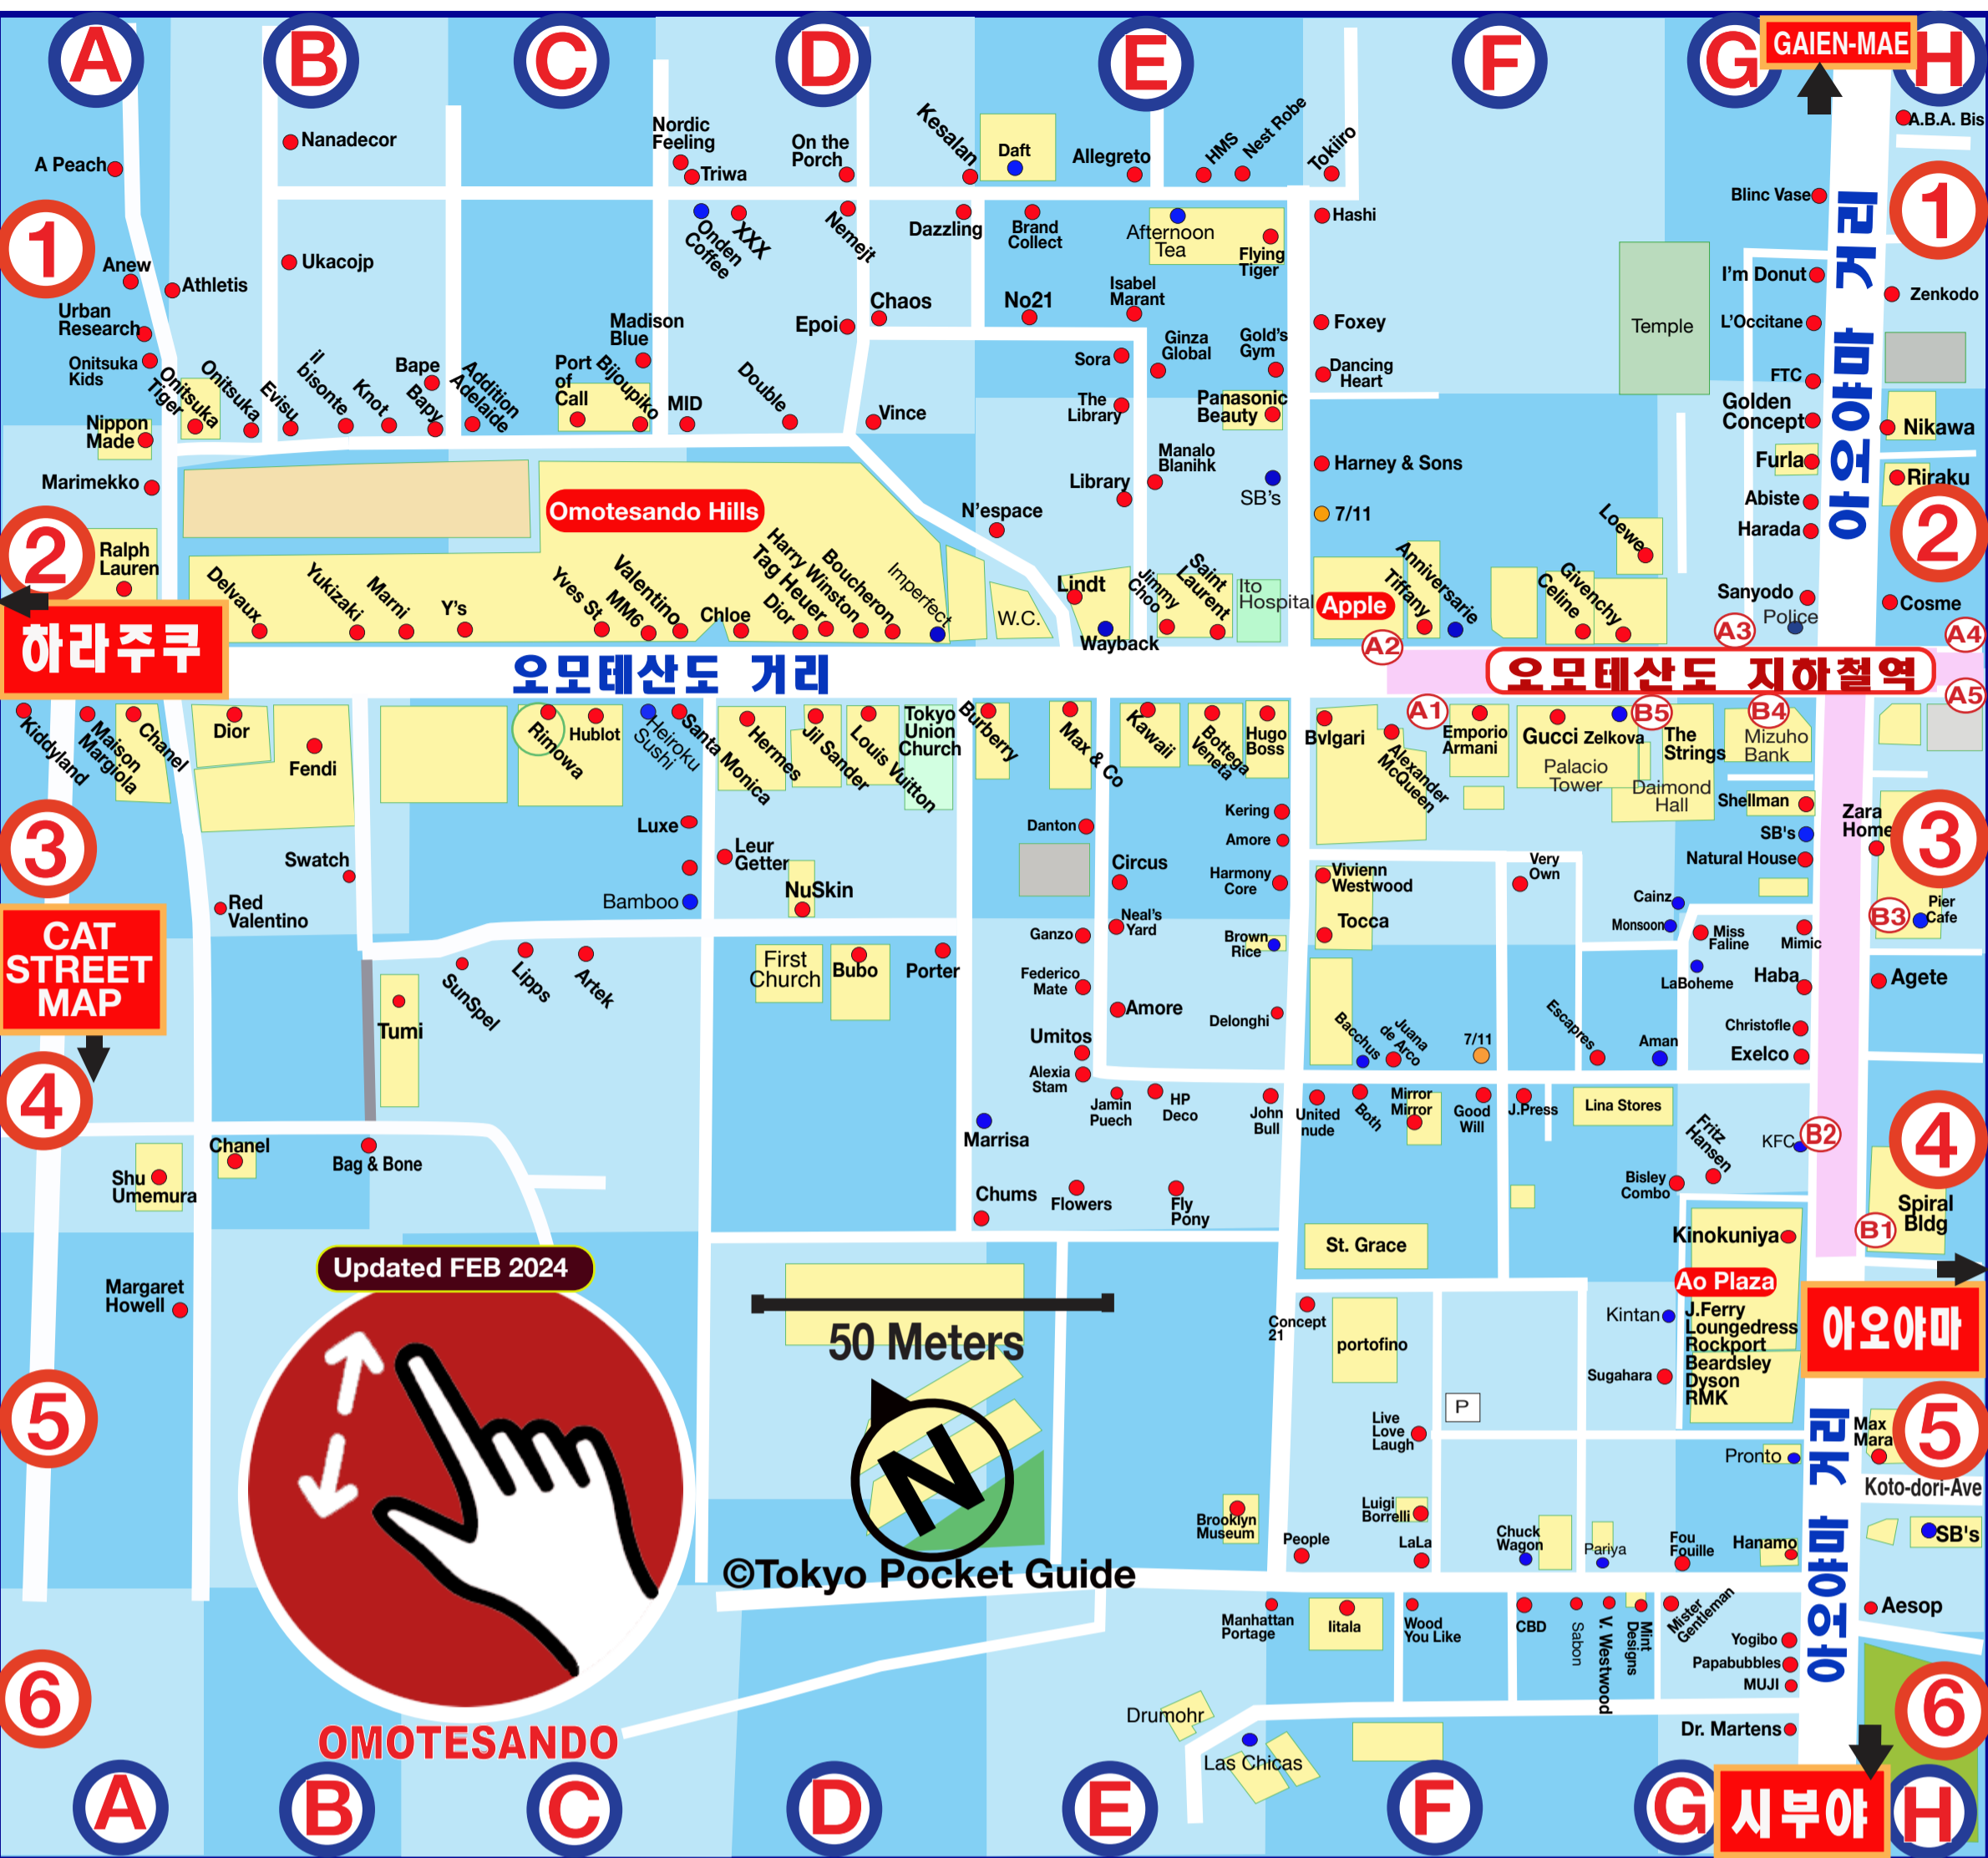 A
B
C
D
E
F
G
H
GAIEN-MAE
A.B.A. Bis
Nanadecor
A Peach
Nordic
Feeling
Triwa
On the
Porch
Kesalan
Daft
Allegreto
HMS
Nest Robe
Tokiiro
Blinc Vase
1
1
Onden
Coffee
XXX
Nemejt
Dazzling
Brand
Collect
Afternoon
Tea
Flying
Tiger
Hashi
Anew
Athletis
Ukacojp
Urban
Research
Onitsuka
Kids
Madison
Blue
Epoi
Chaos
No21
Isabel
Marant
Ginza
Global
Gold's
Gym
Sora
Foxey
Dancing
Heart
Temple
I'm Donut
L'Occitane
Zenkodo
FTC
Golden
Concept
아오야마 거리
Nikawa
Nippon
Made
Onitsuka
Tiger
Onitsuka
Evisu
il
bisonte
Knot
Bape
Bapy
Addition
Adelaide
Port
of
Call
Bijoupiko
MID
Double
Vince
The
Library
Panasonic
Beauty
Marimekko
Manalo
Blanihk
Library
SB's
Harney & Sons
7/11
Furla
Abiste
Harada
Riraku
2
2
Omotesando Hills
N'espace
Ralph
Lauren
Delvaux
Yukizaki
Marni
Y's
Yves St
MM6
Valentino
Chloe
Dior
Tag Heuer
Harry Winston
Boucheron
Imperfect
W.C.
Lindt
Wayback
Jimmy
Choo
Saint
Laurent
Ito
Hospital
Apple
Tiffany
Anniversarie
Celine
Givenchy
Loewe
Sanyodo
Police
Cosme
A2
A3
A4
하라주쿠
오모테산도 거리
오모테산도 지하철역
A1
B5
B4
A5
Kiddyland
Maison
Margiola
Chanel
Dior
Fendi
Rimowa
Hublot
Heiroku
Sushi
Santa Monica
Hermes
Jil Sander
Louis Vuitton
Tokyo
Union
Church
Burberry
Max & Co
Kawaii
Bottega
Veneta
Hugo
Boss
Bvlgari
Alexander
McQueen
Emporio
Armani
Gucci
Zelkova
Palacio
Tower
The
Strings
Daimond
Hall
Mizuho
Bank
Shellman
SB's
Natural House
Zara
Home
3
3
Swatch
Red
Valentino
Luxe
Bamboo
Leur
Getter
NuSkin
Danton
Circus
Kering
Amore
Harmony
Core
Vivienn
Westwood
Very
Own
Tocca
Cainz
Monsoon
Miss
Faline
Mimic
B3
Pier
Cafe
CAT
STREET
MAP
Ganzo
Neal's
Yard
Brown
Rice
SunSpel
Lipps
Artek
First
Church
Bubo
Porter
Federico
Mate
Amore
Delonghi
LaBoheme
Haba
Agete
Tumi
Umitos
Alexia
Stam
Bacchus
Juana
de Arco
7/11
Escapres
Aman
Christofle
Exelco
4
4
Marrisa
Jamin
Puech
HP
Deco
John
Bull
United
nude
Both
Mirror
Mirror
Good
Will
J.Press
Lina Stores
Fritz
Hansen
KFC
B2
Shu
Umemura
Chanel
Bag & Bone
Chums
Flowers
Fly
Pony
Bisley
Combo
Spiral
Bldg
St. Grace
Kinokuniya
B1
Updated FEB 2024
Margaret
Howell
50 Meters
Concept
21
portofino
Kintan
Ao Plaza
J.Ferry
Loungedress
Rockport
Beardsley
Dyson
RMK
아오야마
Sugahara
5
5
P
Live
Love
Laugh
Pronto
Max
Mara
Koto-dori-Ave
N
Brooklyn
Museum
People
Luigi
Borrelli
LaLa
Chuck
Wagon
Pariya
Fou
Fouille
Hanamo
SB's
©Tokyo Pocket Guide
아오야마 거리
Manhattan
Portage
Iitala
Wood
You Like
CBD
Sabon
V. Westwood
Mint
Designs
Mister
Gentleman
Aesop
Yogibo
Papabubbles
MUJI
6
6
OMOTESANDO
Drumohr
Las Chicas
Dr. Martens
시부야
A
B
C
D
E
F
G
H